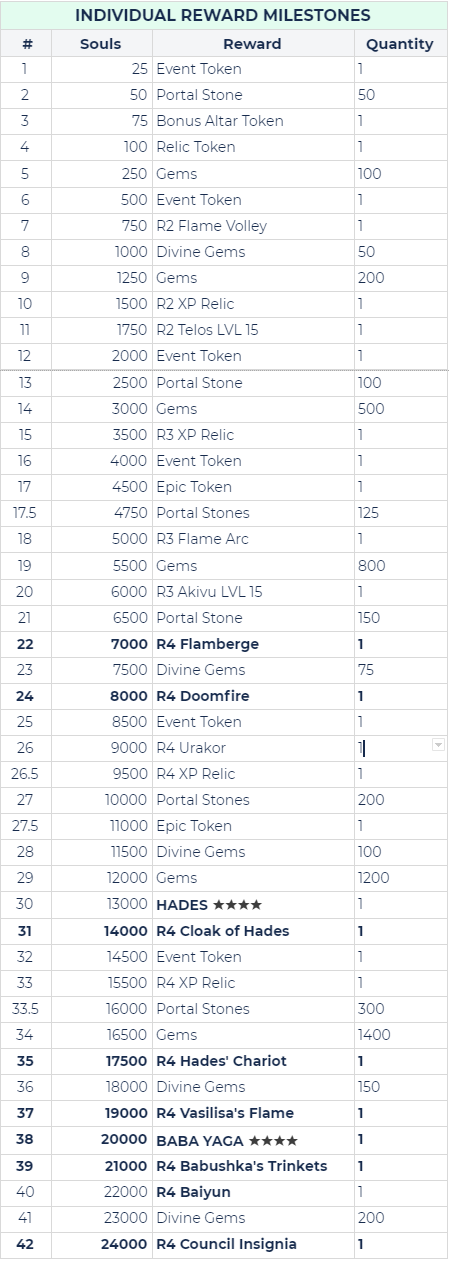 INDIVIDUAL REWARD MILESTONES
# Souls Reward Quantity
1 25 Event Token 1
2 50 Portal Stone 50
3 75 Bonus Altar Token 1
4 100 Relic Token 1
5 250 Gems 100
6 500 Event Token 1
7 750 R2 Flame Volley 1
8 1000 Divine Gems 50
9 1250 Gems 200
10 1500 R2 XP Relic 1
11 1750 R2 Telos LVL 15 1
12 2000 Event Token 1
13 2500 Portal Stone 100
14 3000 Gems 500
15 3500 R3 XP Relic 1
16 4000 Event Token 1
17 4500 Epic Token 1
17.5 4750 Portal Stones 125
18 5000 R3 Flame Arc 1
19 5500 Gems 800
20 6000 R3 Akivu LVL 15 1
21 6500 Portal Stone 150
22 7000 R4 Flamberge 1
23 7500 Divine Gems 75
24 8000 R4 Doomfire 1
25 8500 Event Token 1
26 9000 R4 Urakor 1
26.5 9500 R4 XP Relic 1
27 10000 Portal Stones 200
27.5 11000 Epic Token 1
28 11500 Divine Gems 100
29 12000 Gems 1200
30 13000 HADES ★★★★ 1
31 14000 R4 Cloak of Hades 1
32 14500 Event Token 1
33 15500 R4 XP Relic 1
33.5 16000 Portal Stones 300
34 16500 Gems 1400
35 17500 R4 Hades' Chariot 1
36 18000 Divine Gems 150
37 19000 R4 Vasilisa's Flame 1
38 20000 BABA YAGA ★★★★ 1
39 21000 R4 Babushka's Trinkets 1
40 22000 R4 Baiyun 1
41 23000 Divine Gems 200
42 24000 R4 Council Insignia 1